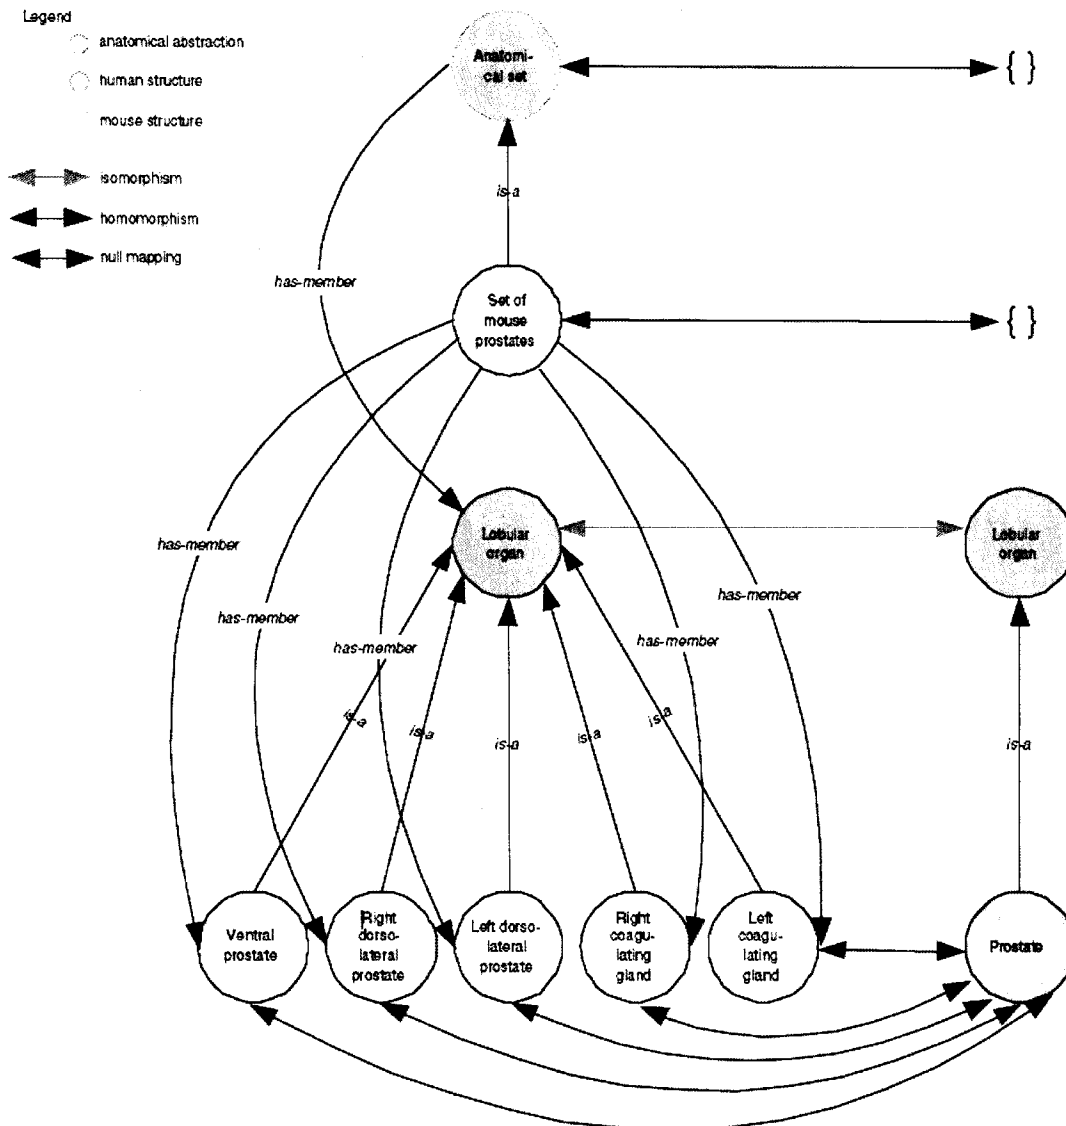 Legend
anatomical abstraction
human structure
mouse structure
isomorphism
homomorphism
null mapping
Anatomi-
cal set
{ }
is-a
has-member
Set of
mouse
prostates
{ }
Lobular
organ
Lobular
organ
has-member
has-member
has-member
has-member
has-member
is-a
is-a
is-a
is-a
is-a
is-a
Ventral
prostate
Right
dorso-
lateral
prostate
Left dorso-
lateral
prostate
Right
coagu-
lating
gland
Left
coagu-
lating
gland
Prostate